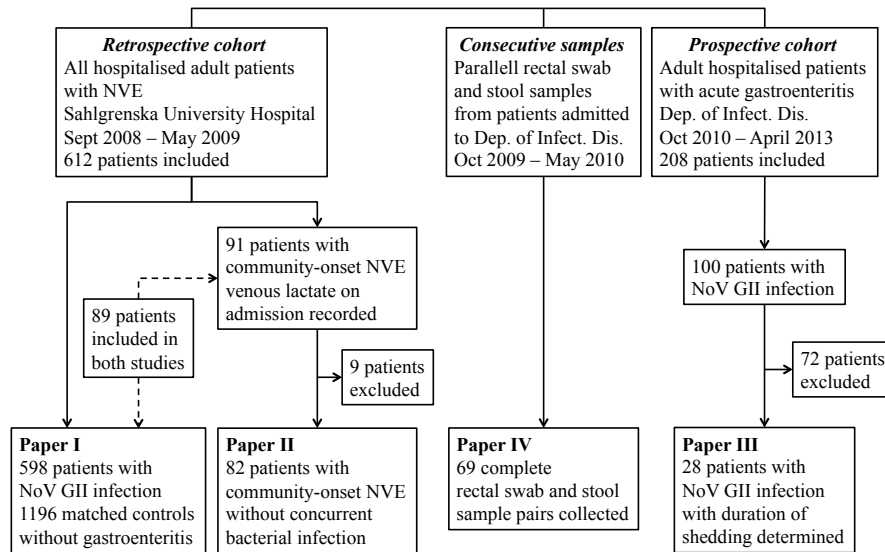 Retrospective cohort
All hospitalised adult patients
with NVE
Sahlgrenska University Hospital
Sept 2008 – May 2009
612 patients included
Consecutive samples
Parallell rectal swab
and stool samples
from patients admitted
to Dep. of Infect. Dis.
Oct 2009 – May 2010
Prospective cohort
Adult hospitalised patients
with acute gastroenteritis
Dep. of Infect. Dis.
Oct 2010 – April 2013
208 patients included
91 patients with
community-onset NVE
venous lactate on
admission recorded
100 patients with
NoV GII infection
89 patients
included in
both studies
9 patients
excluded
72 patients
excluded
Paper I
598 patients with
NoV GII infection
1196 matched controls
without gastroenteritis
Paper II
82 patients with
community-onset NVE
without concurrent
bacterial infection
Paper IV
69 complete
rectal swab and stool
sample pairs collected
Paper III
28 patients with
NoV GII infection
with duration of
shedding determined